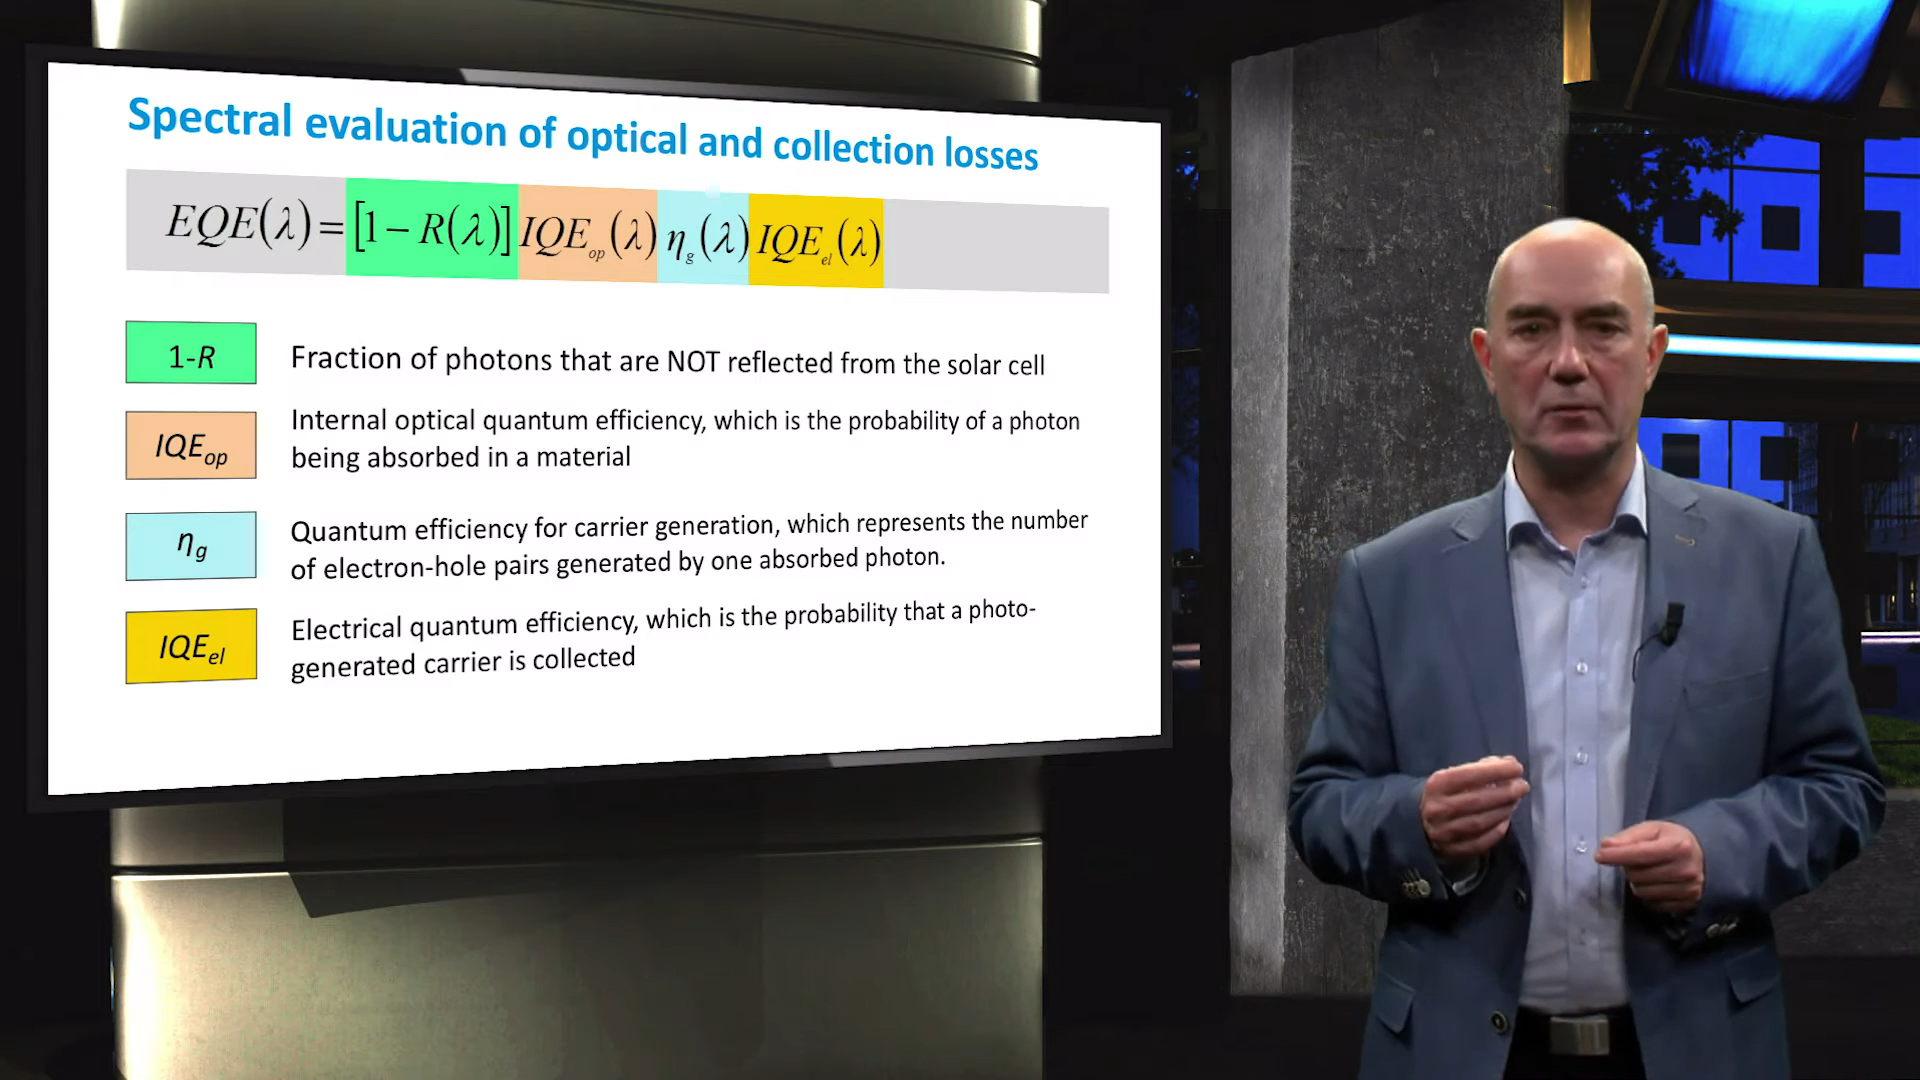 Spectral evaluation of optical and collection losses
EQE(λ) = [1 − R(λ)] IQE_op(λ) η_g(λ) IQE_el(λ)
1-R
Fraction of photons that are NOT reflected from the solar cell
IQE_op
Internal optical quantum efficiency, which is the probability of a photon
being absorbed in a material
η_g
Quantum efficiency for carrier generation, which represents the number
of electron-hole pairs generated by one absorbed photon.
IQE_el
Electrical quantum efficiency, which is the probability that a photo-
generated carrier is collected